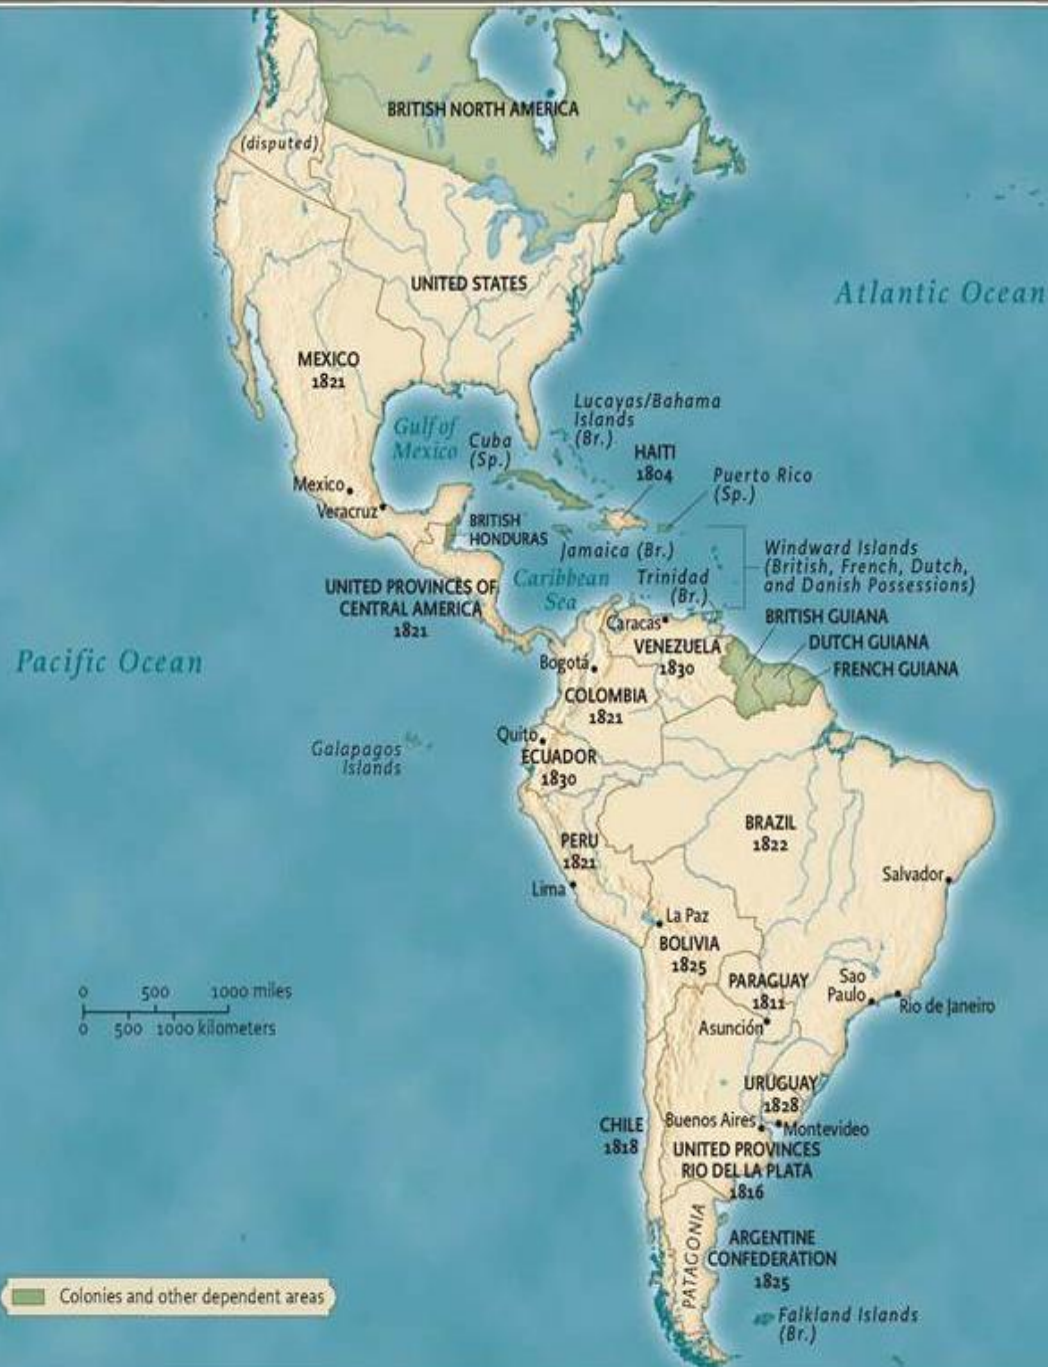 BRITISH NORTH AMERICA
(disputed)
UNITED STATES
Atlantic Ocean
MEXICO
1821
Lucayas/Bahama
Islands
(Br.)
Gulf of
Mexico
Cuba
(Sp.)
HAITI
1804
Puerto Rico
(Sp.)
Mexico
Veracruz
BRITISH
HONDURAS
Jamaica (Br.)
Windward Islands
(British, French, Dutch,
and Danish Possessions)
UNITED PROVINCES OF
CENTRAL AMERICA
1821
Caribbean
Sea
Trinidad
(Br.)
BRITISH GUIANA
DUTCH GUIANA
FRENCH GUIANA
Caracas
VENEZUELA
1830
Pacific Ocean
Bogotá
COLOMBIA
1821
Quito
ECUADOR
1830
Galapagos
Islands
BRAZIL
1822
PERU
1821
Lima
Salvador
La Paz
BOLIVIA
1825
PARAGUAY
1811
Sao
Paulo
Rio de Janeiro
Asunción
0 500 1000 miles
0 500 1000 kilometers
URUGUAY
1828
CHILE
1818
Buenos Aires
Montevideo
UNITED PROVINCES
RIO DEL LA PLATA
1816
PATAGONIA
ARGENTINE
CONFEDERATION
1825
Falkland Islands
(Br.)
Colonies and other dependent areas